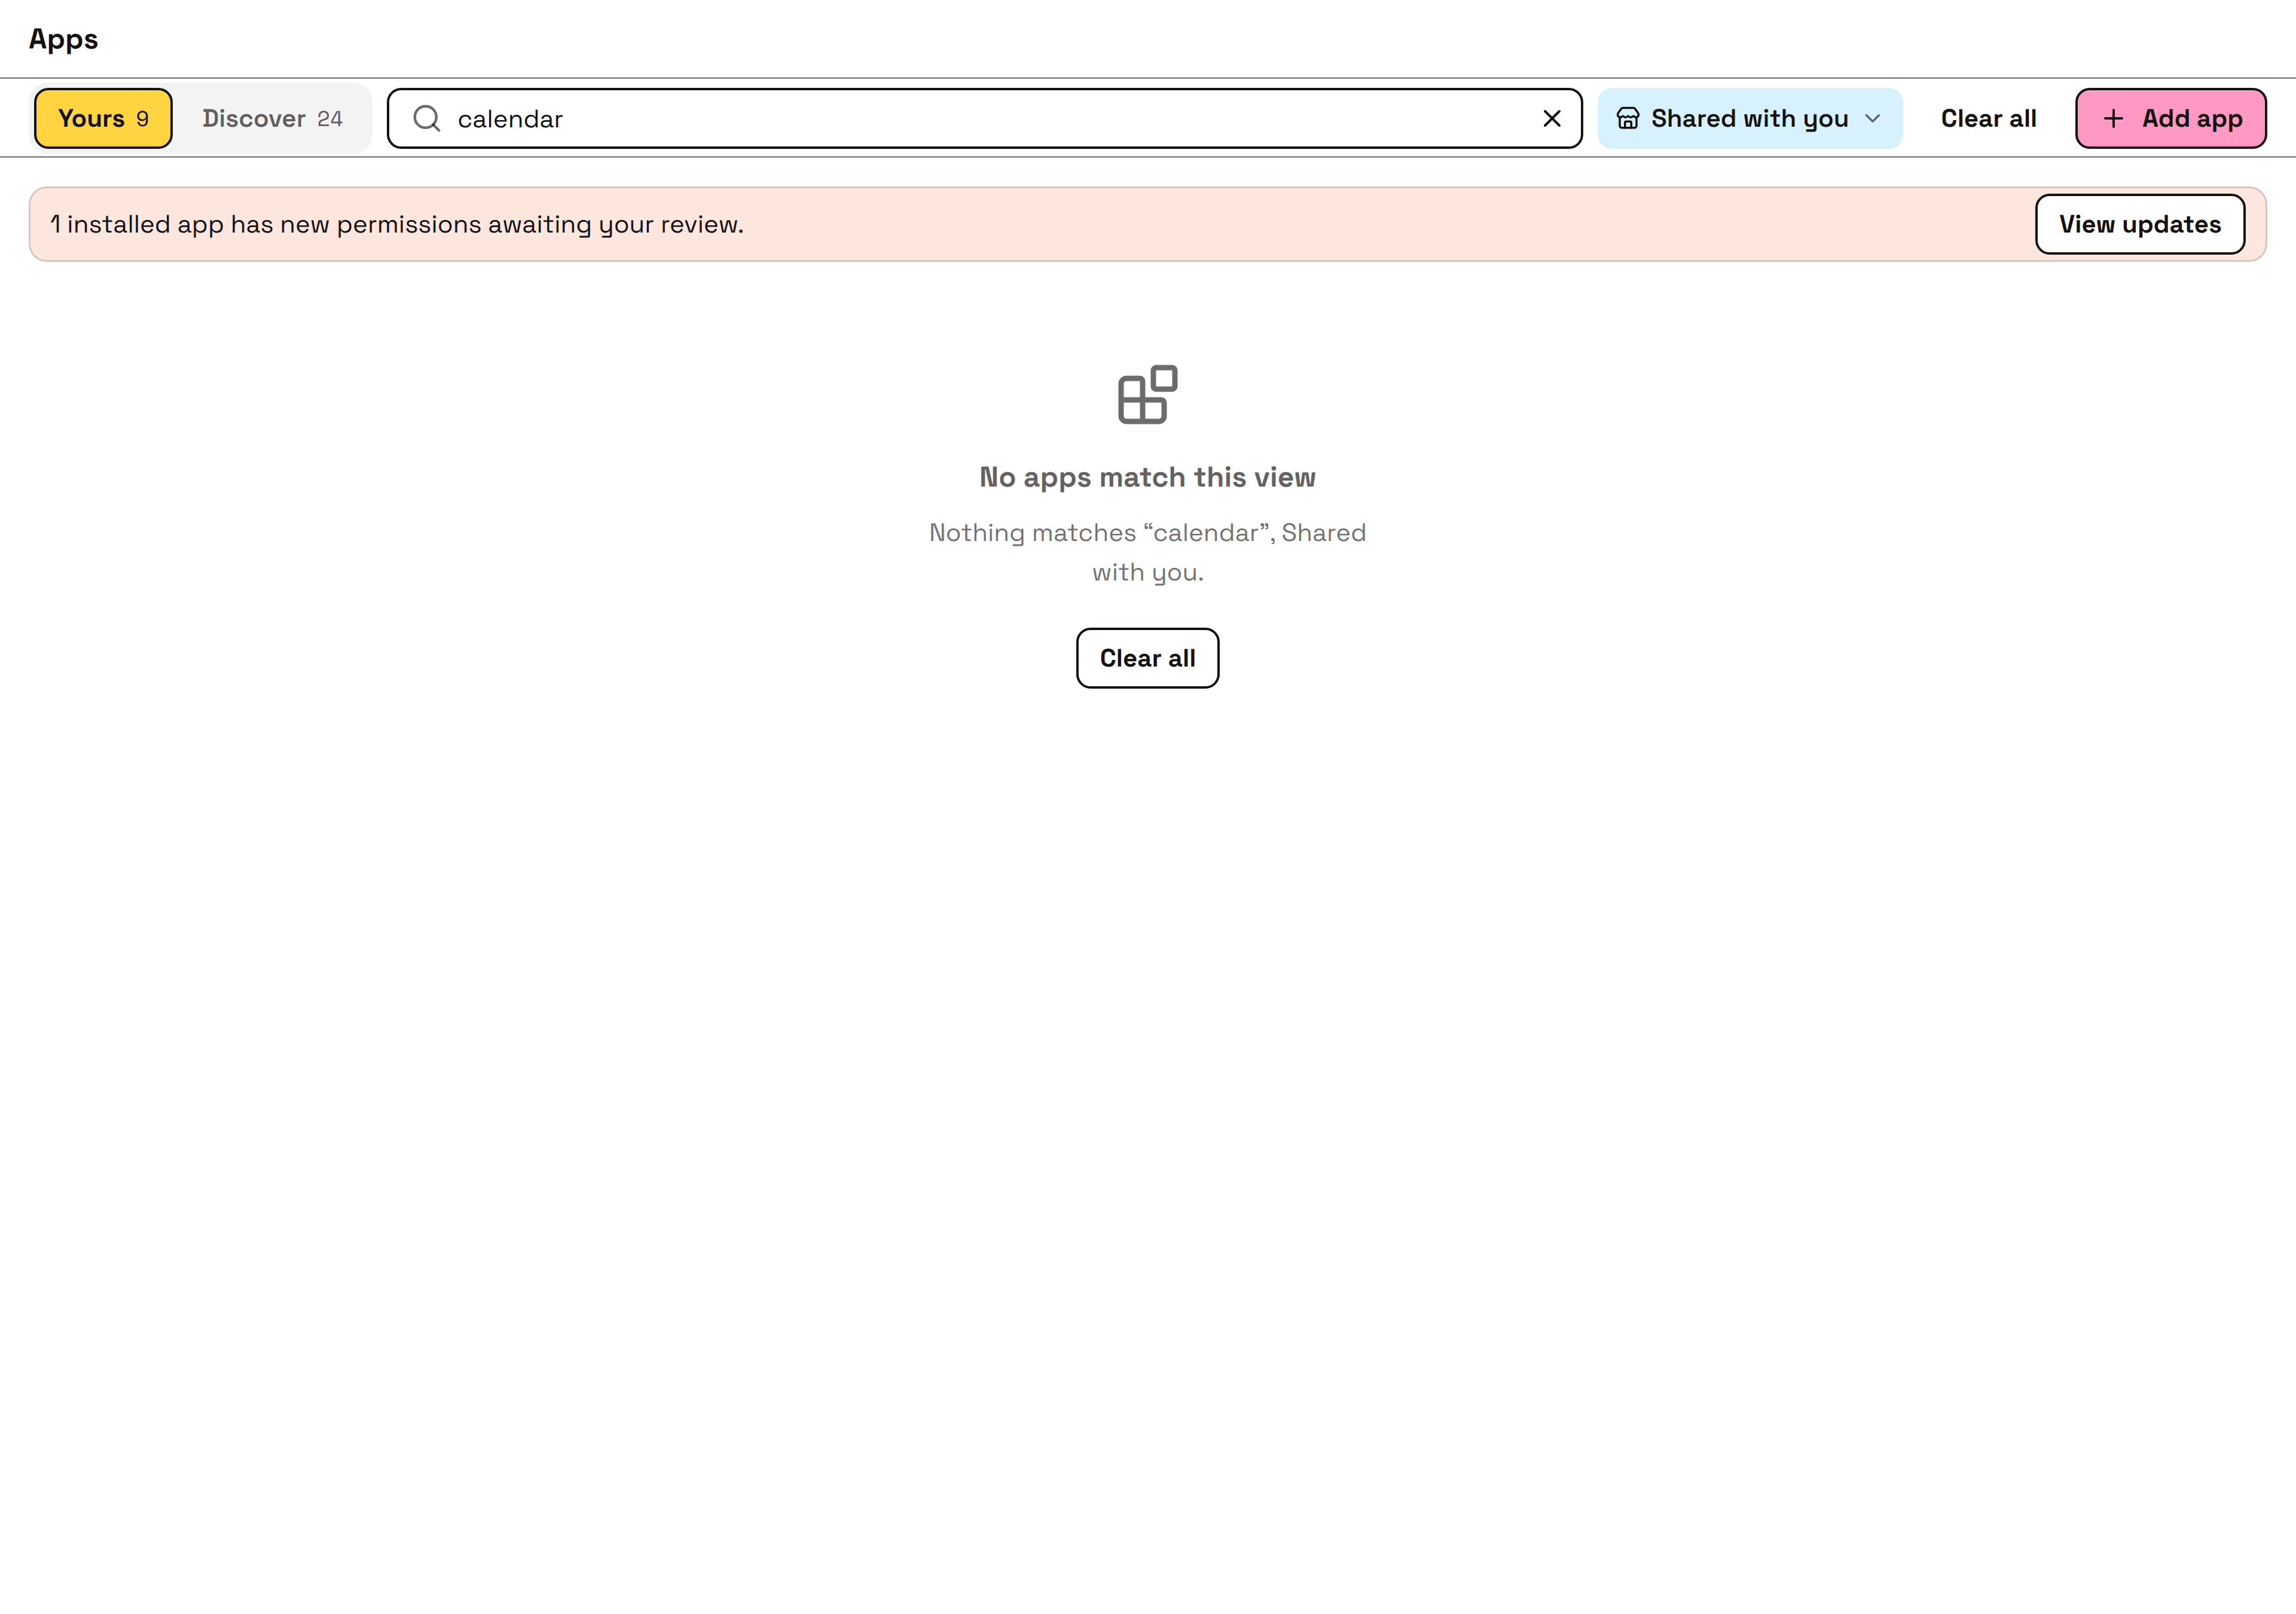 Apps
Yours 9
Discover 24
calendar
Shared with you
Clear all
Add app
1 installed app has new permissions awaiting your review.
View updates
No apps match this view
Nothing matches “calendar”, Shared
with you.
Clear all